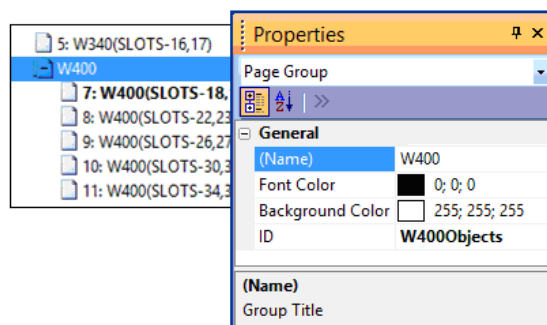 5: W340(SLOTS-16,17)
W400
7: W400(SLOTS-18,
8: W400(SLOTS-22,23
9: W400(SLOTS-26,27
10: W400(SLOTS-30,3
11: W400(SLOTS-34,3
Properties
Page Group
General
(Name) W400
Font Color 0; 0; 0
Background Color 255; 255; 255
ID W400Objects
(Name)
Group Title